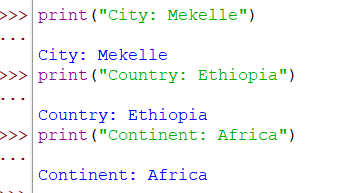 >>> print("City: Mekelle")
...
City: Mekelle
>>> print("Country: Ethiopia")
...
Country: Ethiopia
>>> print("Continent: Africa")
...
Continent: Africa